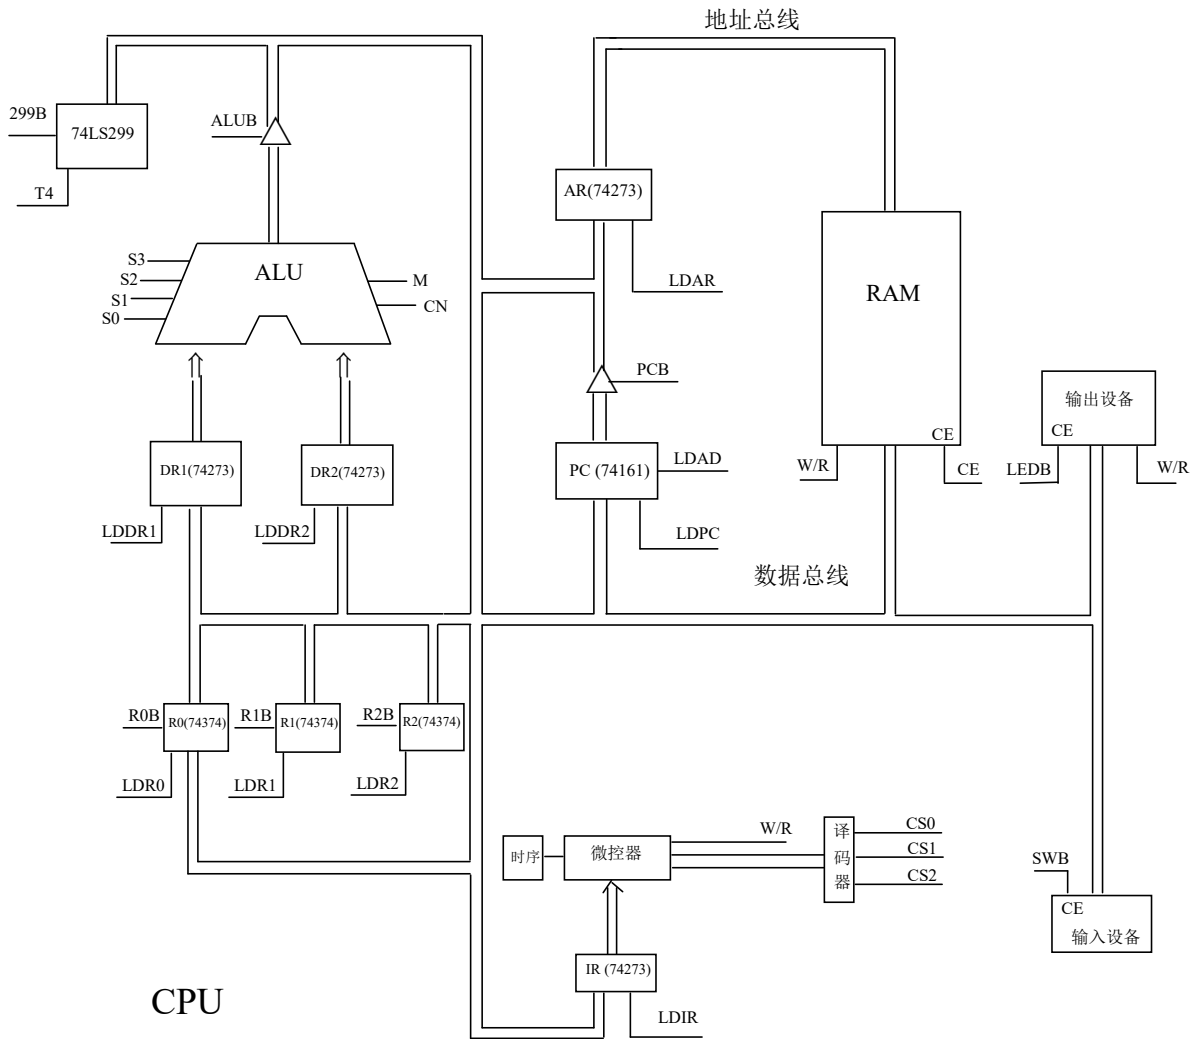 地址总线
299B
74LS299
T4
ALUB
AR(74273)
LDAR
RAM
S3
S2
S1
S0
ALU
M
CN
PCB
PC (74161)
LDAD
LDPC
CE
W/R
CE
输出设备
CE
LEDB
W/R
DR1(74273)
LDDR1
DR2(74273)
LDDR2
数据总线
R0B
R0(74374)
LDR0
R1B
R1(74374)
LDR1
R2B
R2(74374)
LDR2
时序
微控器
W/R
译
码
器
CS0
CS1
CS2
SWB
CE
输入设备
IR (74273)
LDIR
CPU